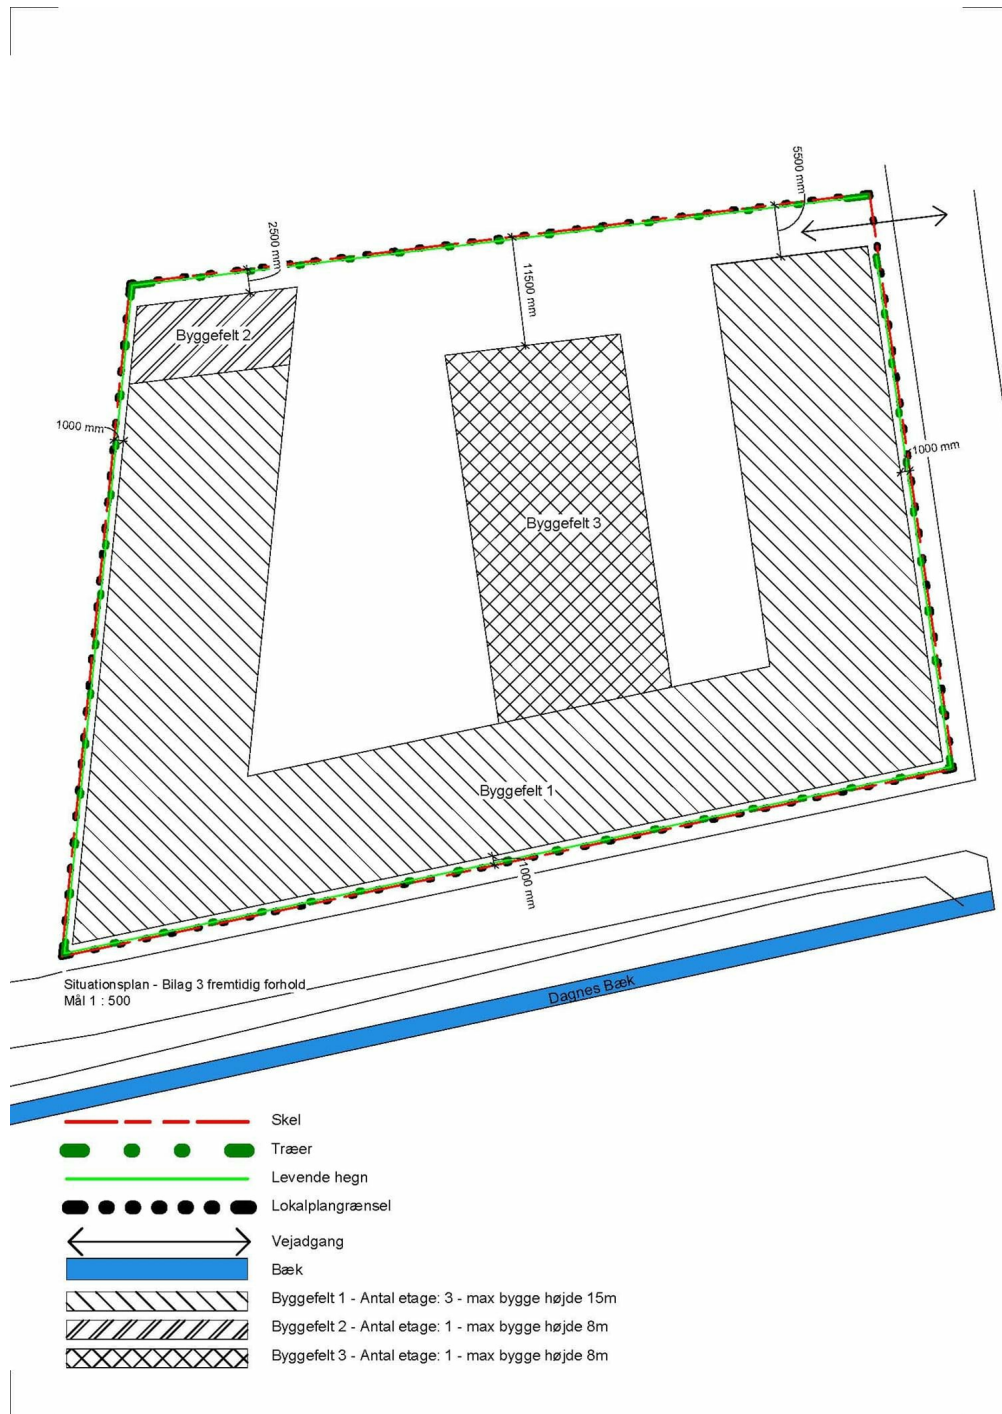 5500 mm
2500 mm
11500 mm
Byggefelt 2
1000 mm
1000 mm
Byggefelt 3
Byggefelt 1
1000 mm
Situationsplan - Bilag 3 fremtidig forhold
Mål 1 : 500
Dagnes Bæk
Skel
Træer
Levende hegn
Lokalplangrænsel
Vejadgang
Bæk
Byggefelt 1 - Antal etage: 3 - max bygge højde 15m
Byggefelt 2 - Antal etage: 1 - max bygge højde 8m
Byggefelt 3 - Antal etage: 1 - max bygge højde 8m